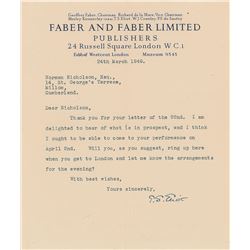 Geoffrey Faber, Chairman Richard de la Mare, Vice-Chairman
Morley Kennerley (USA) T S Eliot W J Crawley P F du Sautoy
FABER AND FABER LIMITED
PUBLISHERS
24 Russell Square London WC1
Fabbaf Westcent London Museum 9543
24th March 1949.
Norman Nicholson, Esq.,
14, St. George's Terrace,
Millom,
Cumberland.
Dear Nicholson,
Thank you for your letter of the 22nd. I am
delighted to hear of what is in prospect, and I think
I ought to be able to come to your performance on
April 2nd. Will you, as you suggest, ring up here
when you get to London and let me know the arrangements
for the evening?
With best wishes,
Yours sincerely,
T. S. Eliot